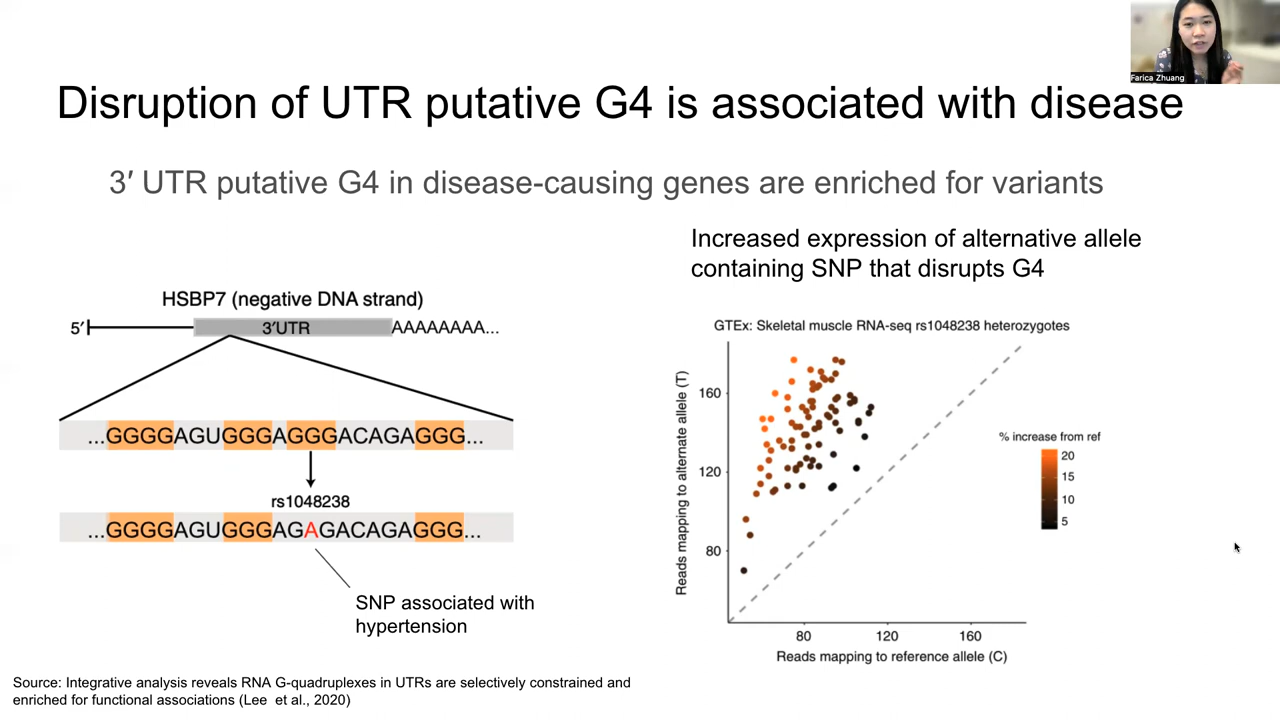 Farica Zhuang
Disruption of UTR putative G4 is associated with disease
3′ UTR putative G4 in disease-causing genes are enriched for variants
Increased expression of alternative allele
containing SNP that disrupts G4
HSBP7 (negative DNA strand)
5′
3′UTR
AAAAAAAA...
...GGGGAGUGGGAGGGACAGAGGG...
rs1048238
...GGGGAGUGGGAGAGACAGAGGG...
SNP associated with
hypertension
GTEx: Skeletal muscle RNA-seq rs1048238 heterozygotes
Reads mapping to alternate allele (T)
160
120
80
80
120
160
Reads mapping to reference allele (C)
% increase from ref
20
15
10
5
Source: Integrative analysis reveals RNA G-quadruplexes in UTRs are selectively constrained and
enriched for functional associations (Lee et al., 2020)